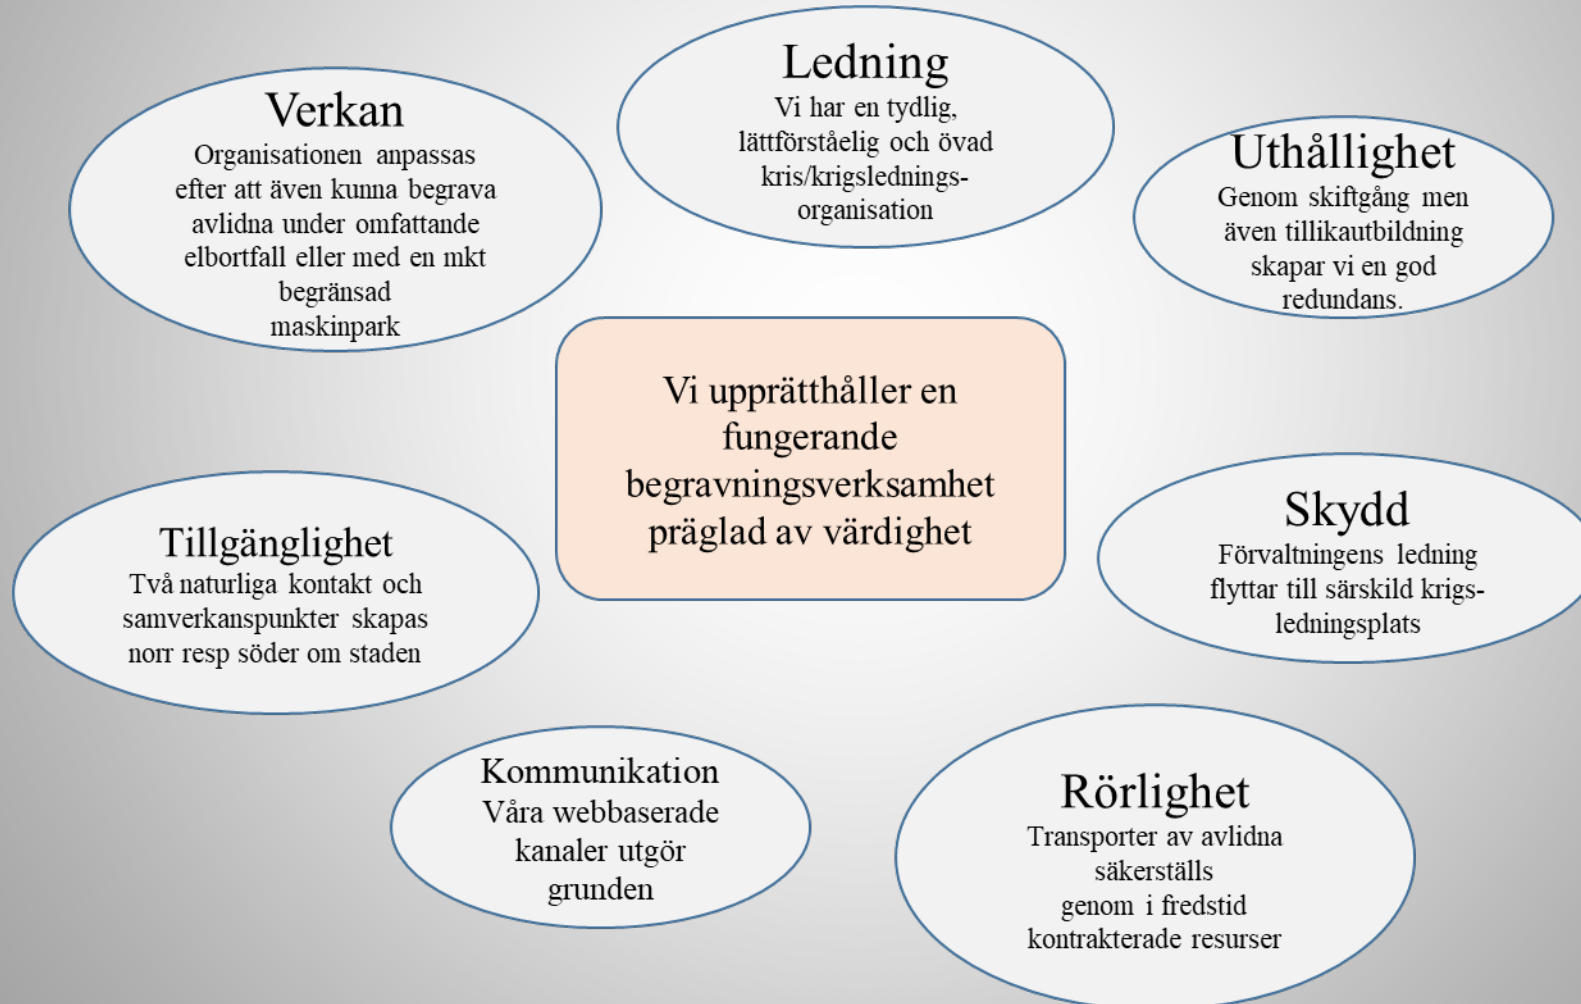 Ledning
Vi har en tydlig,
lättförståelig och övad
kris/krigslednings-
organisation
Verkan
Organisationen anpassas
efter att även kunna begrava
avlidna under omfattande
elbortfall eller med en mkt
begränsad
maskinpark
Uthållighet
Genom skiftgång men
även tillikautbildning
skapar vi en god
redundans.
Vi upprätthåller en
fungerande
begravningsverksamhet
präglad av värdighet
Tillgänglighet
Två naturliga kontakt och
samverkanspunkter skapas
norr resp söder om staden
Skydd
Förvaltningens ledning
flyttar till särskild krigs-
ledningsplats
Kommunikation
Våra webbaserade
kanaler utgör
grunden
Rörlighet
Transporter av avlidna
säkerställs
genom i fredstid
kontrakterade resurser